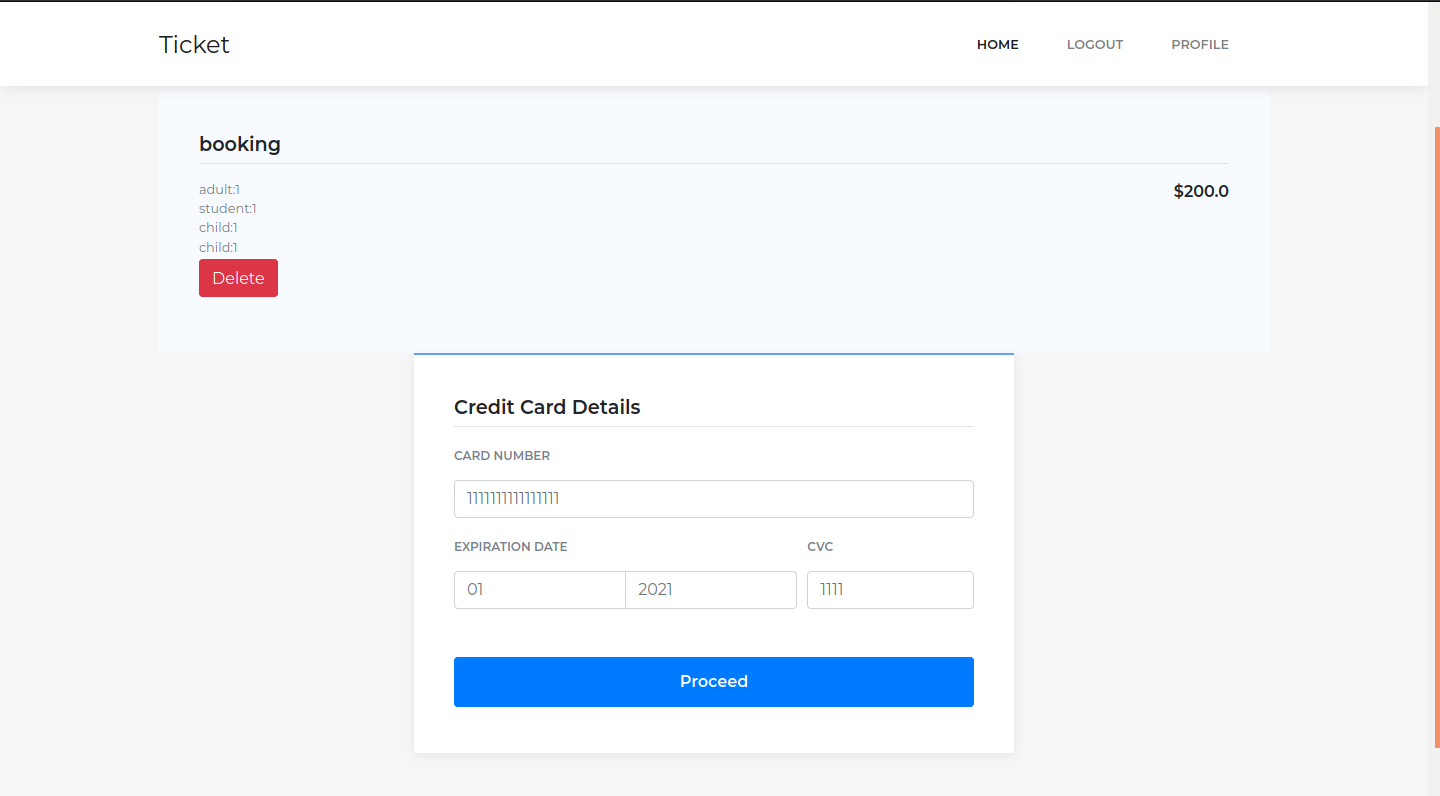 Ticket
HOME LOGOUT PROFILE
booking
adult:1 $200.0
student:1
child:1
child:1
Delete
Credit Card Details
CARD NUMBER
1111111111111111
EXPIRATION DATE CVC
01 2021 1111
Proceed